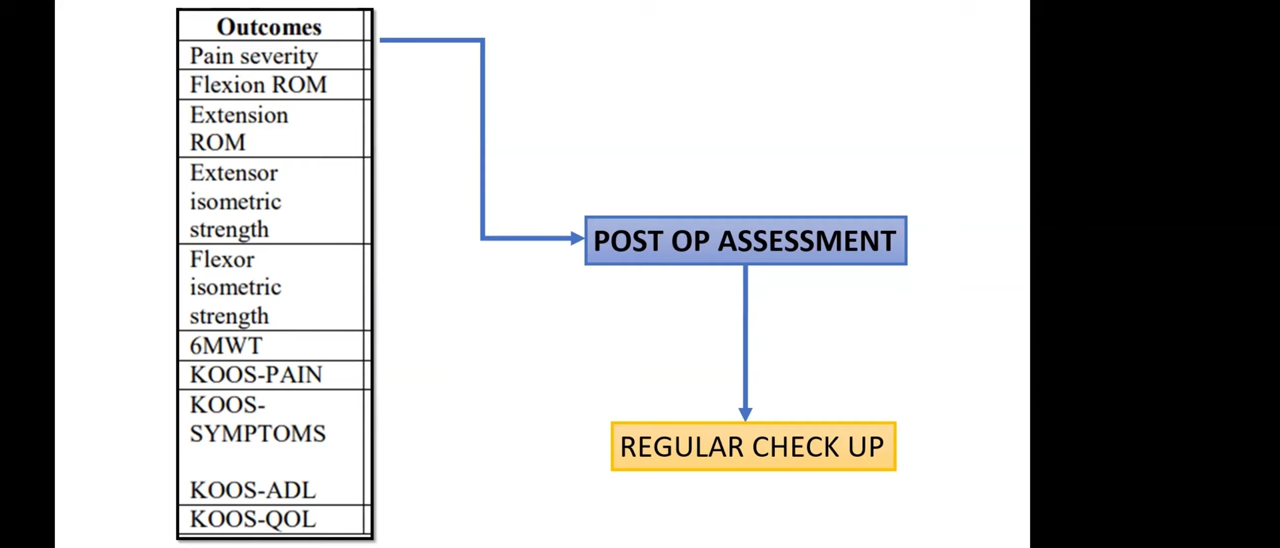 Outcomes
Pain severity
Flexion ROM
Extension
ROM
Extensor
isometric
strength
Flexor
isometric
strength
6MWT
KOOS-PAIN
KOOS-
SYMPTOMS
KOOS-ADL
KOOS-QOL
POST OP ASSESSMENT
REGULAR CHECK UP